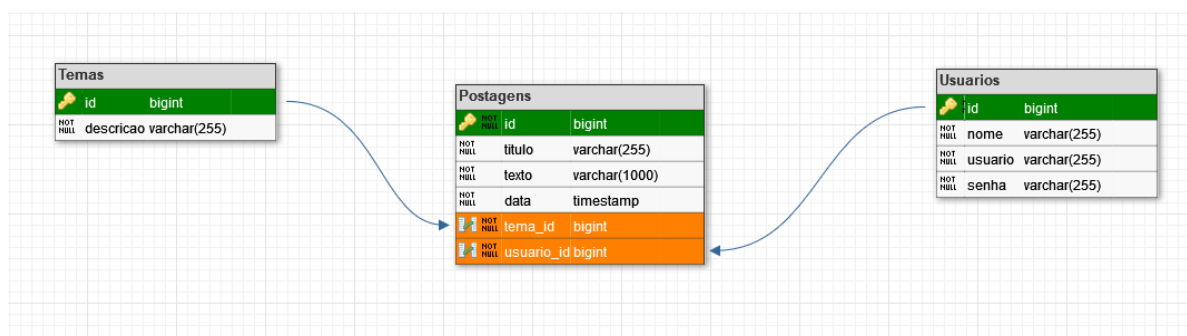 Temas
id bigint
NOT NULL descricao varchar(255)
Postagens
NOT NULL id bigint
NOT NULL titulo varchar(255)
NOT NULL texto varchar(1000)
NOT NULL data timestamp
NOT NULL tema_id bigint
NOT NULL usuario_id bigint
Usuarios
id bigint
NOT NULL nome varchar(255)
NOT NULL usuario varchar(255)
NOT NULL senha varchar(255)